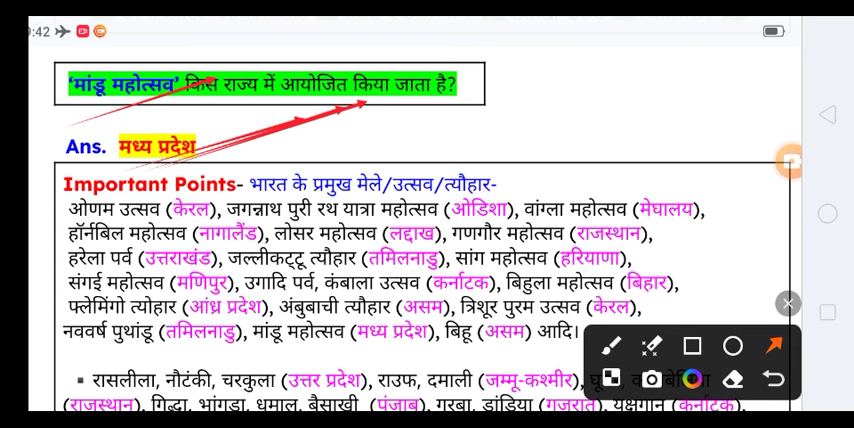 9:42
‘मांडू महोत्सव’ किस राज्य में आयोजित किया जाता है?
Ans. मध्य प्रदेश
Important Points- भारत के प्रमुख मेले/उत्सव/त्यौहार-
ओणम उत्सव (केरल), जगन्नाथ पुरी रथ यात्रा महोत्सव (ओडिशा), वांग्ला महोत्सव (मेघालय),
हॉर्नबिल महोत्सव (नागालैंड), लोसर महोत्सव (लद्दाख), गणगौर महोत्सव (राजस्थान),
हरेला पर्व (उत्तराखंड), जल्लीकट्टू त्यौहार (तमिलनाडु), सांग महोत्सव (हरियाणा),
संगई महोत्सव (मणिपुर), उगादि पर्व, कंबाला उत्सव (कर्नाटक), बिहुला महोत्सव (बिहार),
फ्लेमिंगो त्योहार (आंध्र प्रदेश), अंबुबाची त्यौहार (असम), त्रिशूर पुरम उत्सव (केरल),
नववर्ष पुथांडू (तमिलनाडु), मांडू महोत्सव (मध्य प्रदेश), बिहू (असम) आदि।
▪ रासलीला, नौटंकी, चरकुला (उत्तर प्रदेश), राउफ, दमाली (जम्मू-कश्मीर),
(राजस्थान), गिद्धा, भांगड़ा, धमाल, बैसाखी (पंजाब), गरबा, डांडिया (गुजरात), यक्षगान (कर्नाटक),